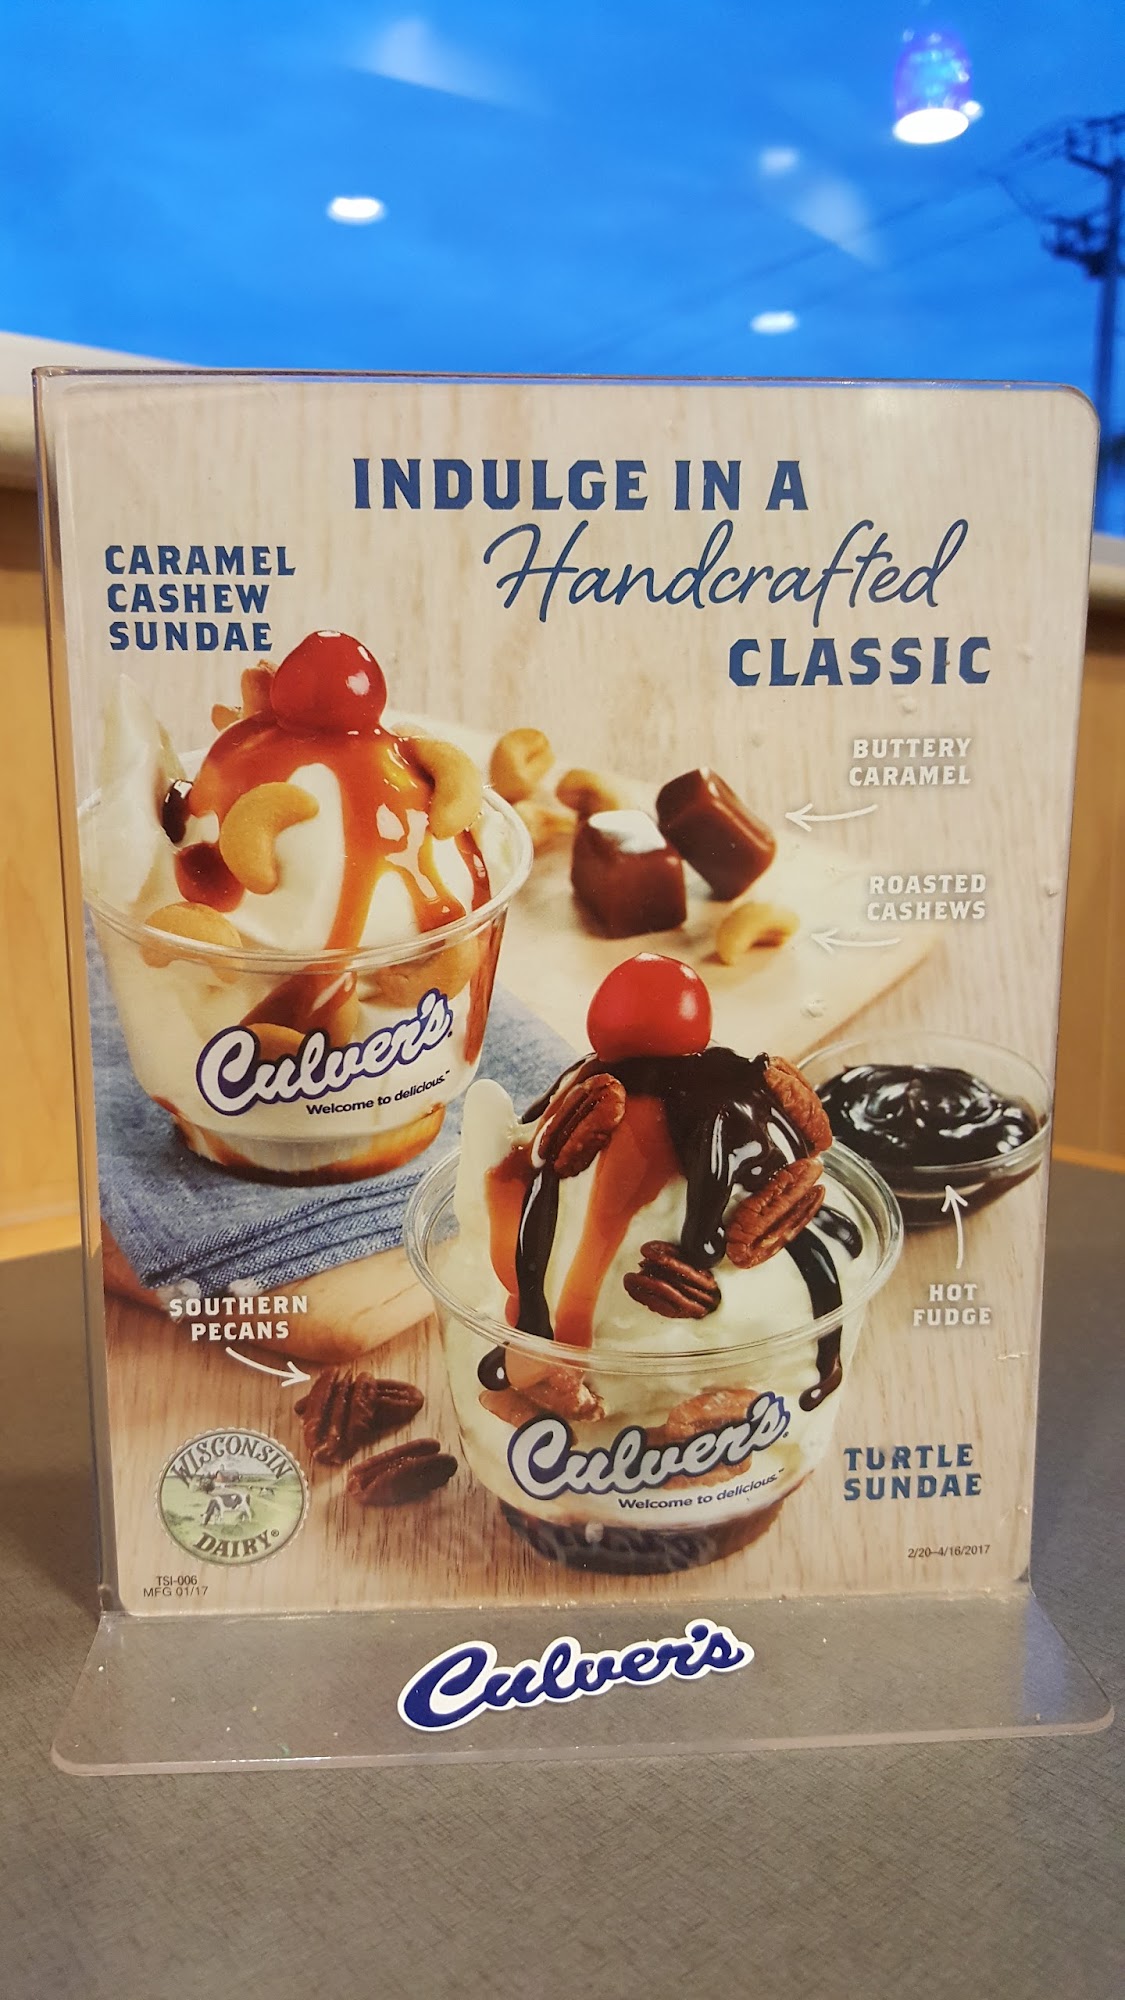 INDULGE IN A
Handcrafted
CLASSIC
CARAMEL
CASHEW
SUNDAE
BUTTERY
CARAMEL
ROASTED
CASHEWS
Culver's
Welcome to delicious.™
HOT
FUDGE
SOUTHERN
PECANS
Culver's
Welcome to delicious.™
TURTLE
SUNDAE
WISCONSIN
DAIRY®
2/20–4/16/2017
TSI-006
MFG 01/17
Culver's